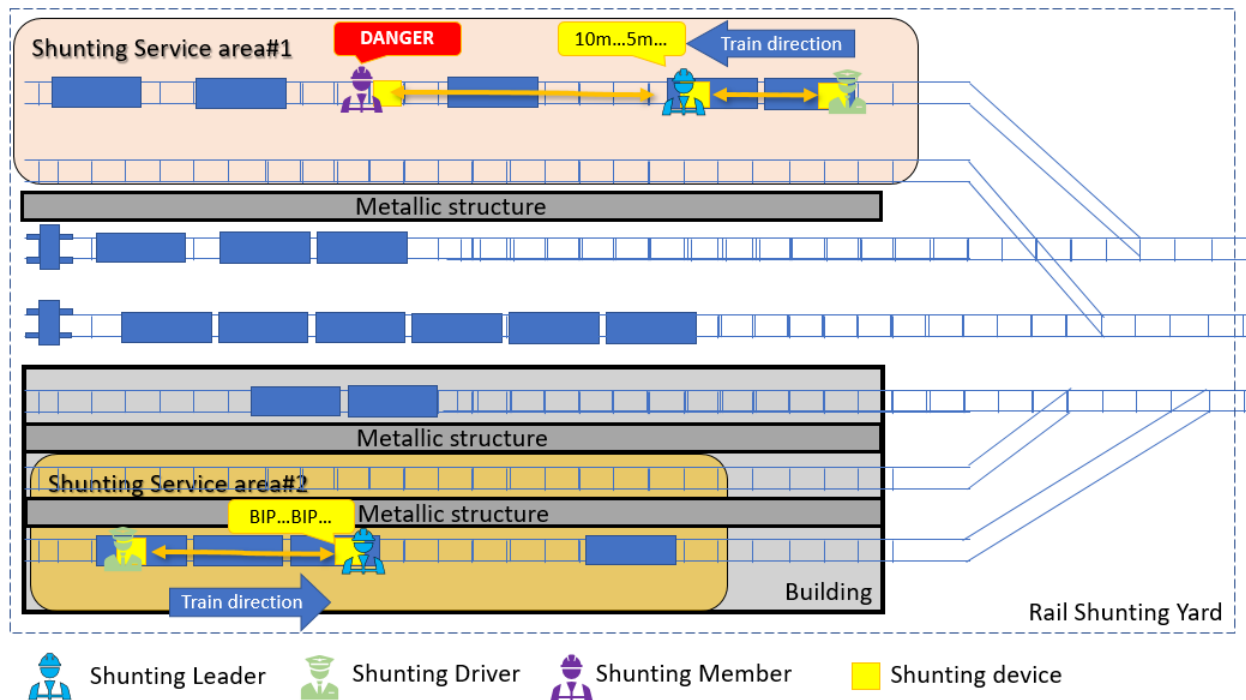 Shunting Service area#1
DANGER
10m...5m...
Train direction
Metallic structure
Metallic structure
Shunting Service area#2
Metallic structure
BIP...BIP...
Train direction
Building
Rail Shunting Yard
Shunting Leader
Shunting Driver
Shunting Member
Shunting device